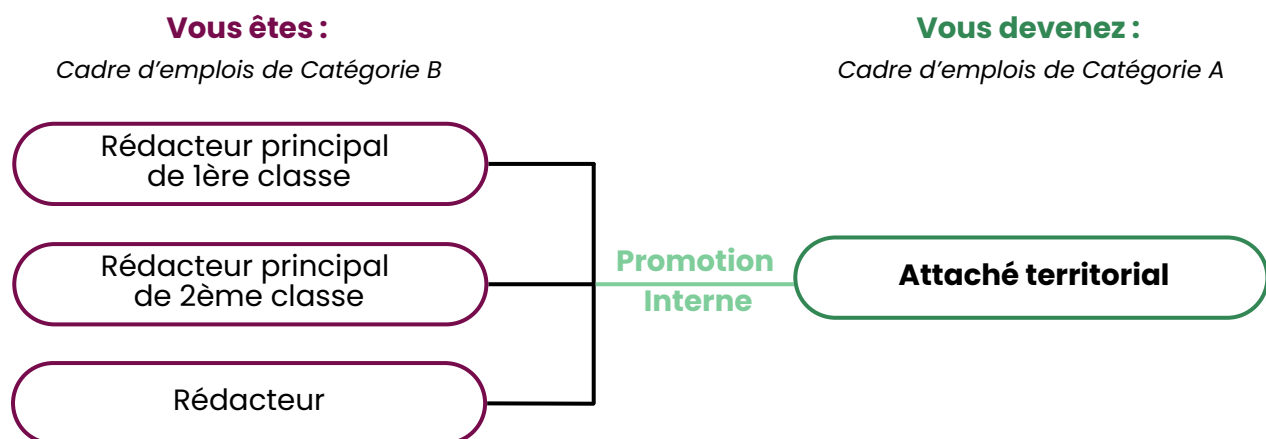 Vous êtes :
Cadre d'emplois de Catégorie B
Rédacteur principal
de 1ère classe
Rédacteur principal
de 2ème classe
Rédacteur
Promotion
Interne
Vous devenez :
Cadre d'emplois de Catégorie A
Attaché territorial